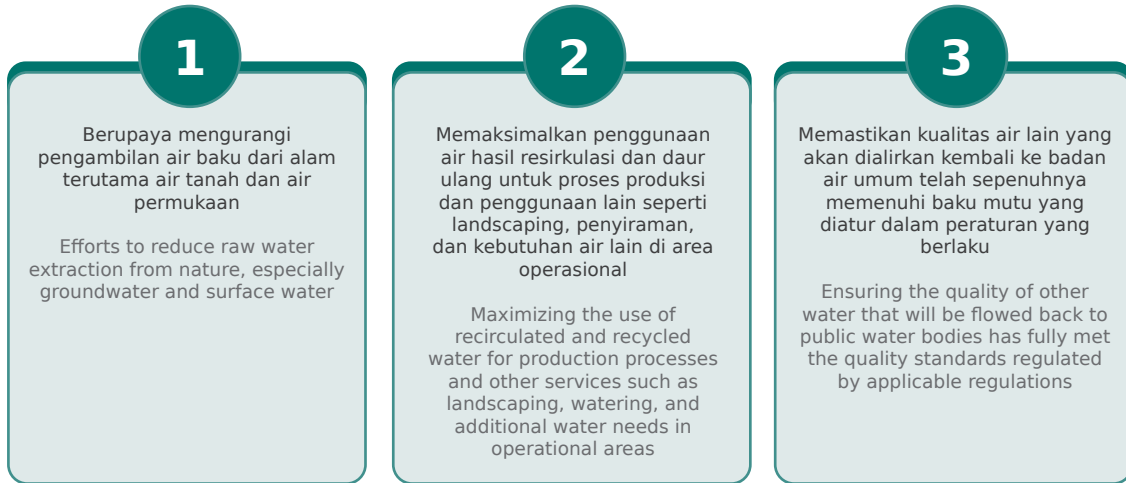 1
Berupaya mengurangi
pengambilan air baku dari alam
terutama air tanah dan air
permukaan
Efforts to reduce raw water
extraction from nature, especially
groundwater and surface water
2
Memaksimalkan penggunaan
air hasil resirkulasi dan daur
ulang untuk proses produksi
dan penggunaan lain seperti
landscaping, penyiraman,
dan kebutuhan air lain di area
operasional
Maximizing the use of
recirculated and recycled
water for production processes
and other services such as
landscaping, watering, and
additional water needs in
operational areas
3
Memastikan kualitas air lain yang
akan dialirkan kembali ke badan
air umum telah sepenuhnya
memenuhi baku mutu yang
diatur dalam peraturan yang
berlaku
Ensuring the quality of other
water that will be flowed back to
public water bodies has fully met
the quality standards regulated
by applicable regulations